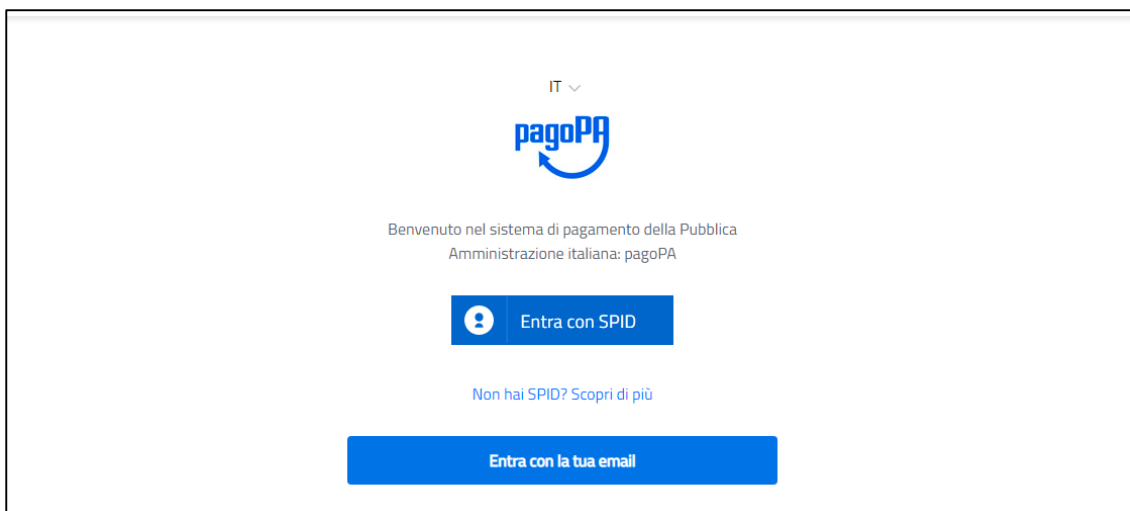 IT
pagoPA
Benvenuto nel sistema di pagamento della Pubblica
Amministrazione italiana: pagoPA
Entra con SPID
Non hai SPID? Scopri di più
Entra con la tua email